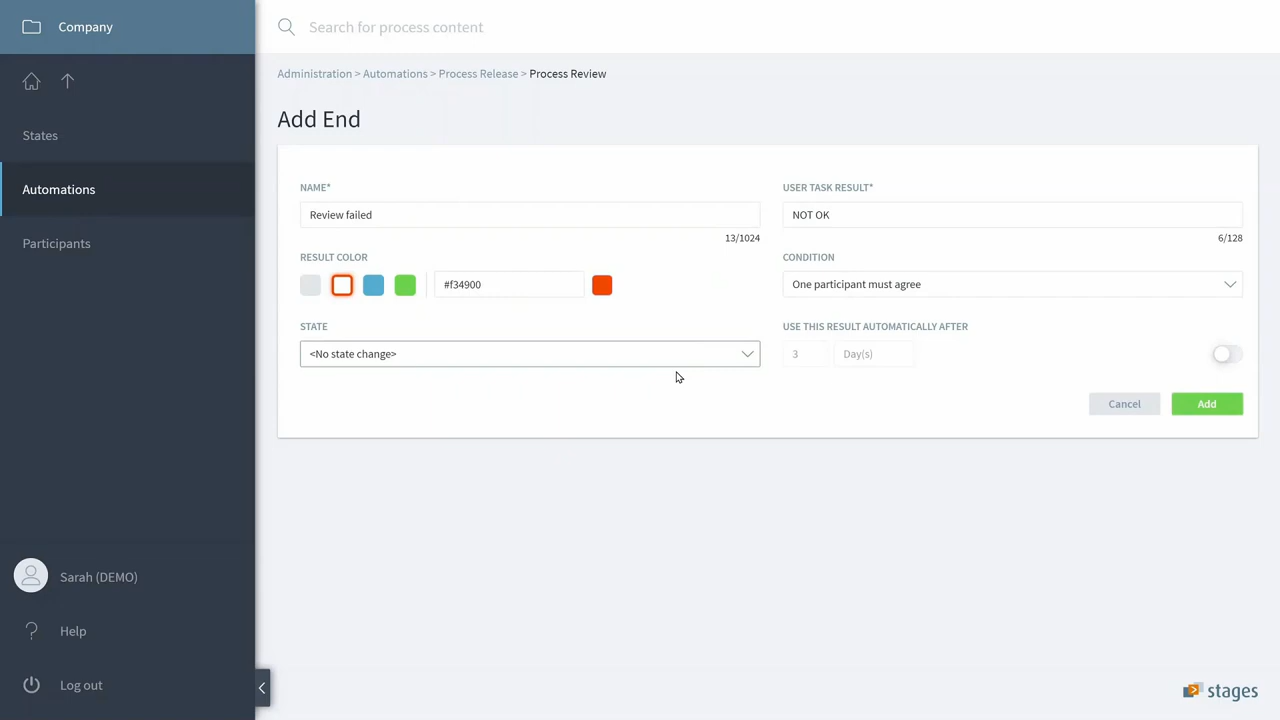 Company
Search for process content
Administration > Automations > Process Release > Process Review
States
Automations
Participants
Add End
NAME*
Review failed
13/1024
USER TASK RESULT*
NOT OK
6/128
RESULT COLOR
#f34900
CONDITION
One participant must agree
STATE
<No state change>
USE THIS RESULT AUTOMATICALLY AFTER
3 Day(s)
Cancel
Add
Sarah (DEMO)
? Help
Log out
stages